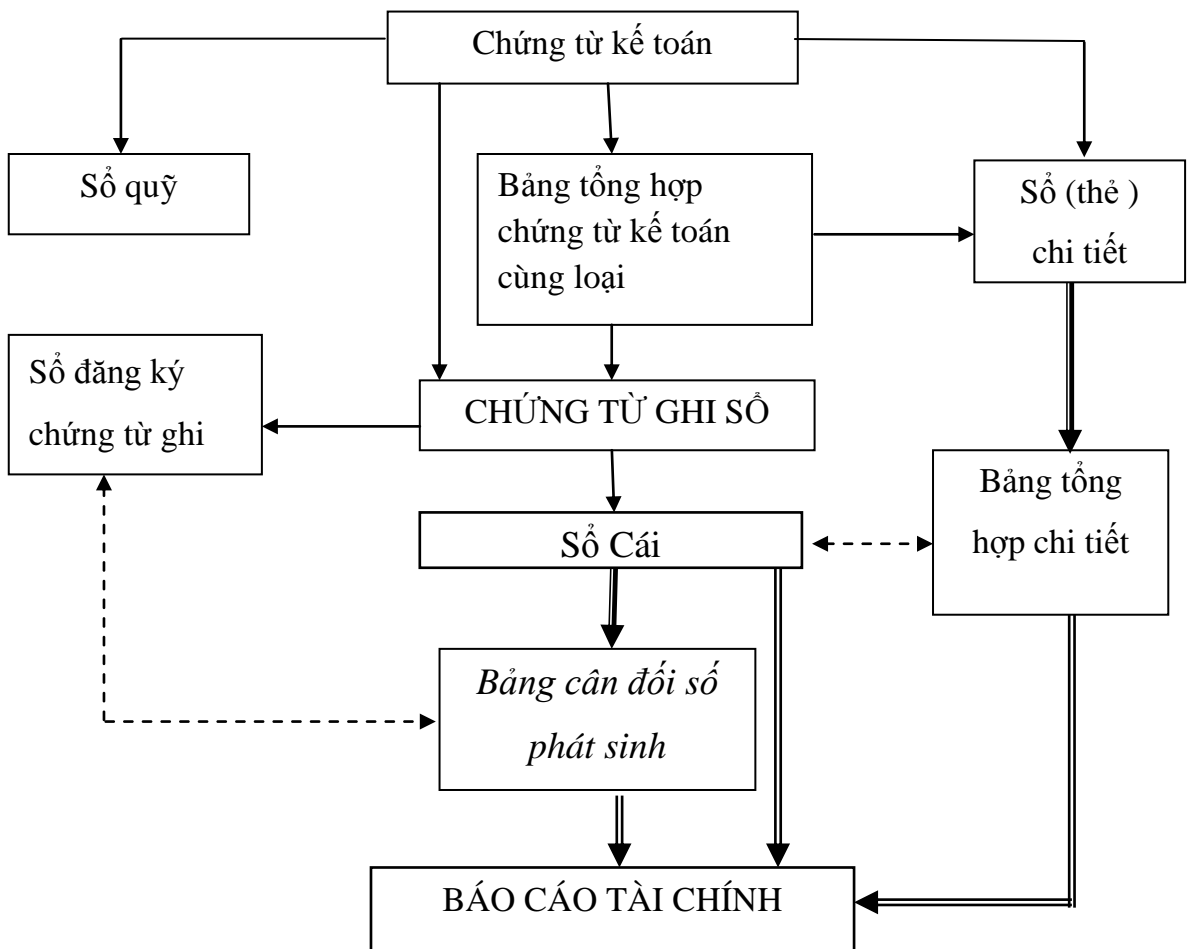 Chứng từ kế toán
Sổ quỹ
Bảng tổng hợp
chứng từ kế toán
cùng loại
Sổ (thẻ )
chi tiết
Sổ đăng ký
chứng từ ghi
CHỨNG TỪ GHI SỔ
Bảng tổng
hợp chi tiết
Sổ Cái
Bảng cân đối số
phát sinh
BÁO CÁO TÀI CHÍNH